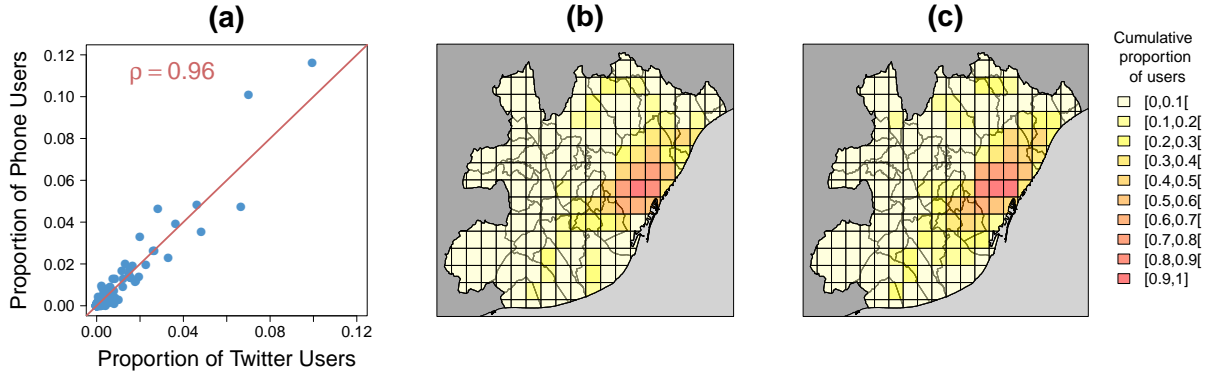 (a)
(b)
(c)
Proportion of Phone Users
0.12
0.10
0.08
0.06
0.04
0.02
0.00
ρ = 0.96
0.00
0.04
0.08
0.12
Proportion of Twitter Users
Cumulative
proportion
of users
[0,0.1[
[0.1,0.2[
[0.2,0.3[
[0.3,0.4[
[0.4,0.5[
[0.5,0.6[
[0.6,0.7[
[0.7,0.8[
[0.8,0.9[
[0.9,1]